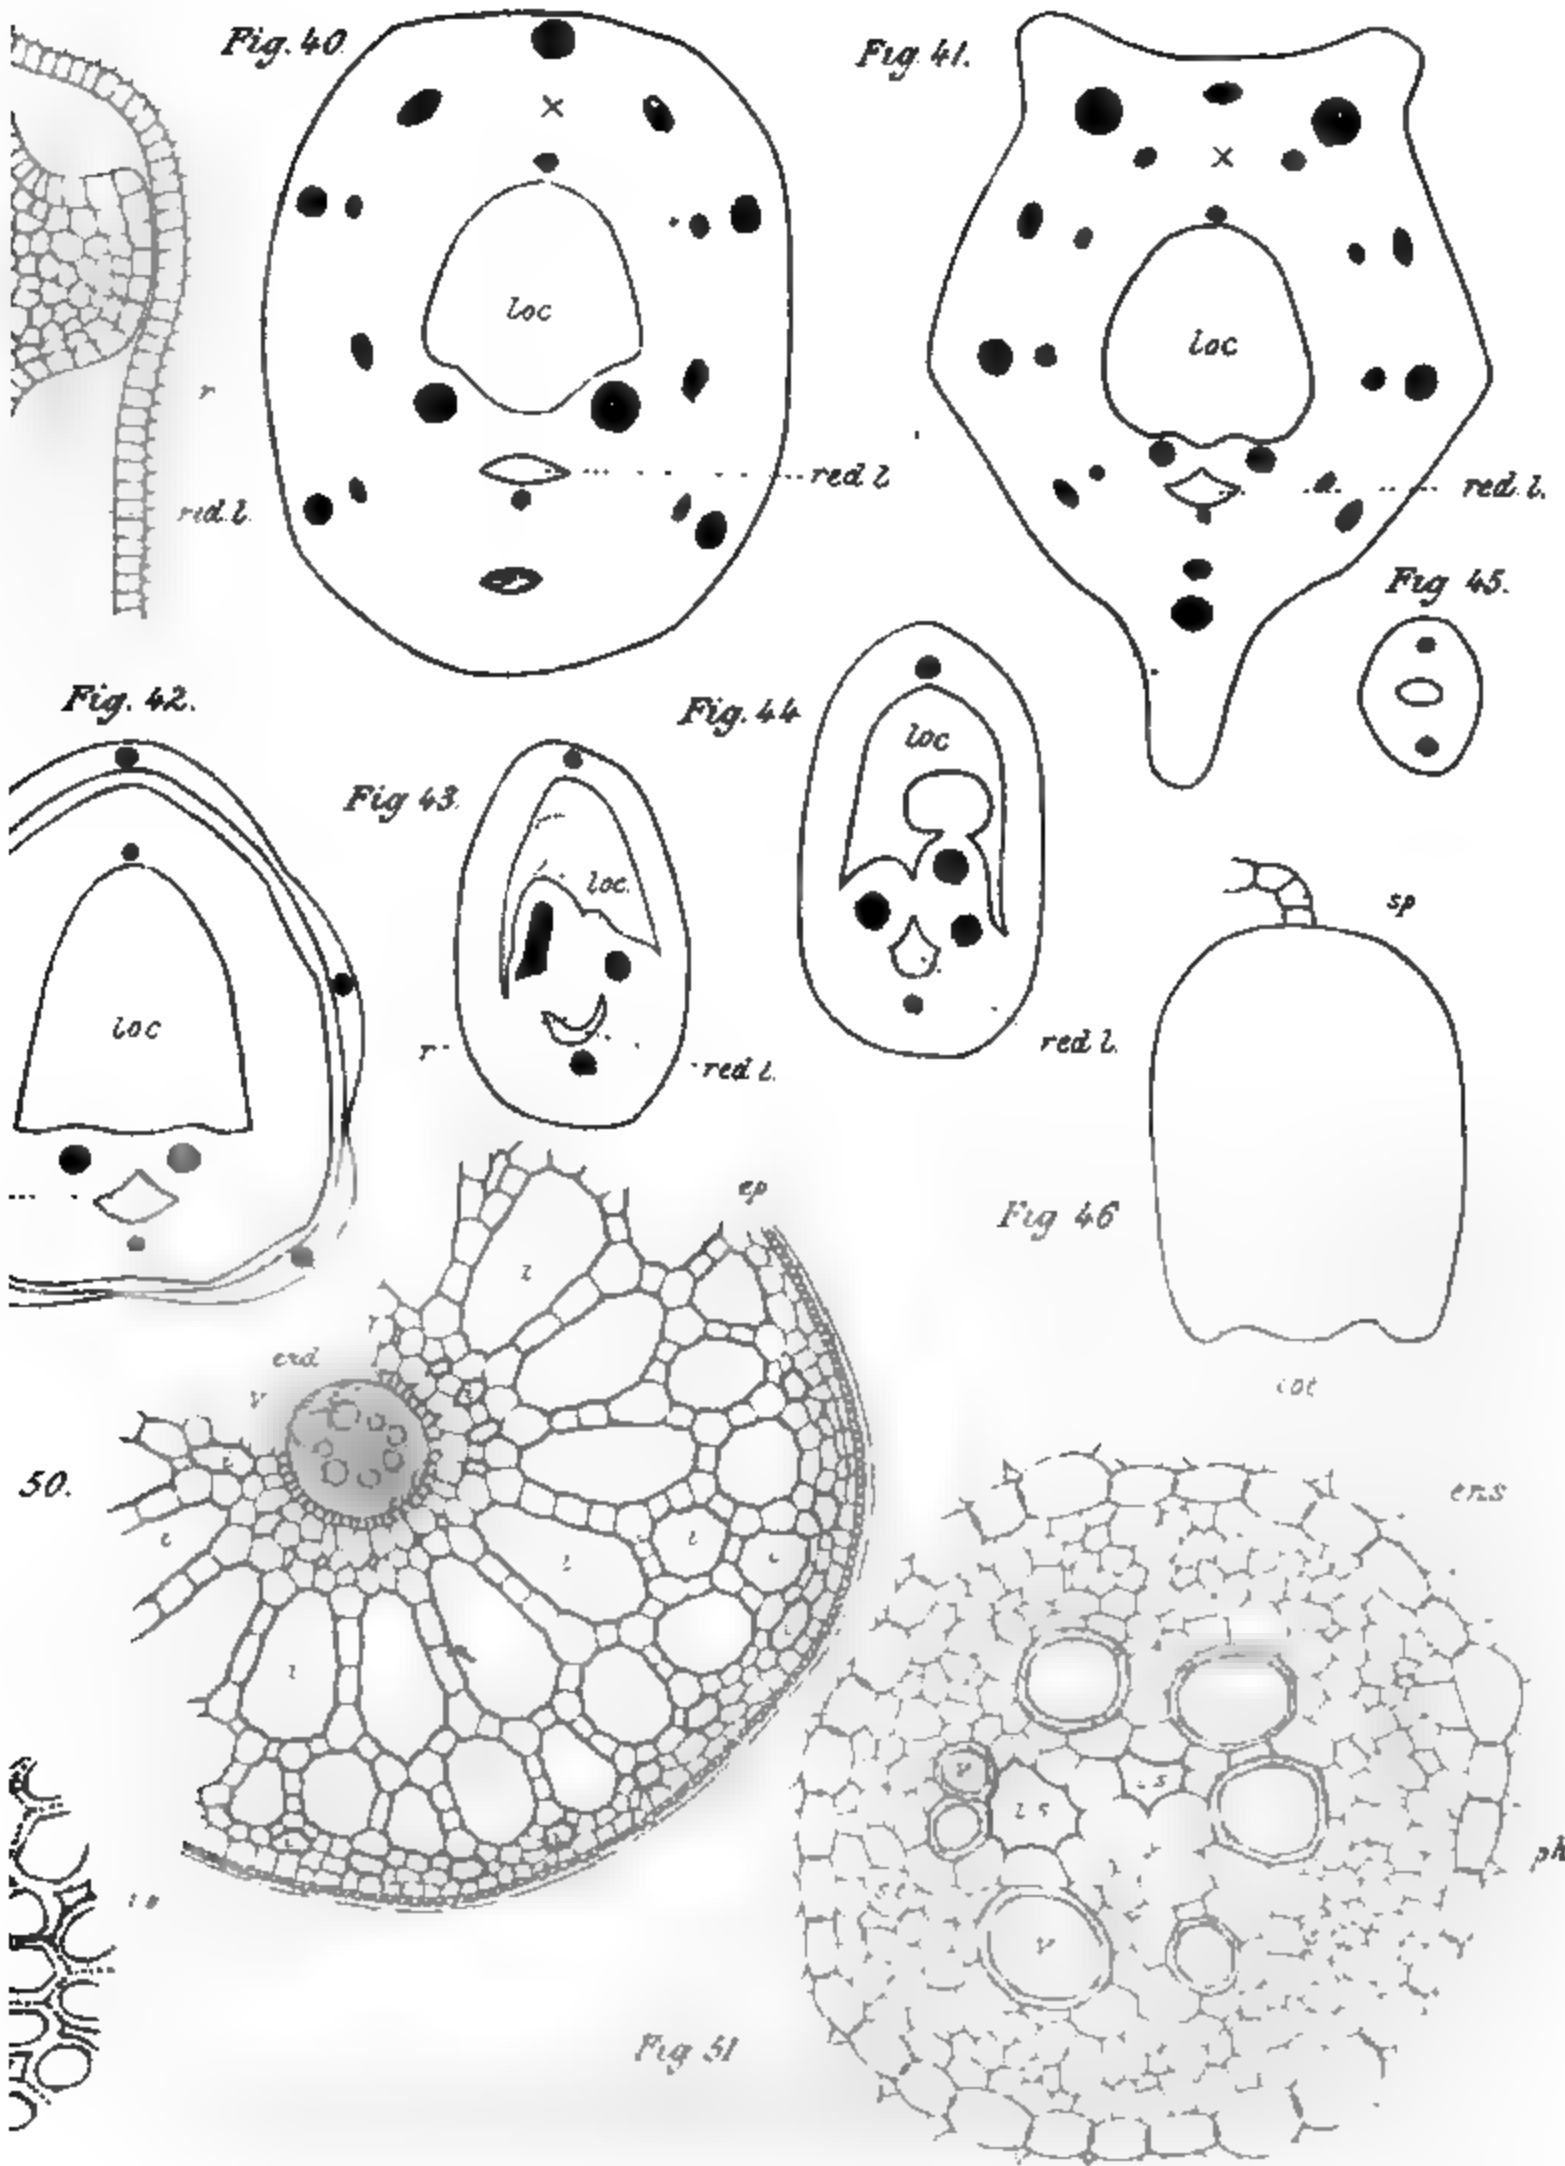 Fig. 40.
Fig. 41.
loc
loc
r
red. l.
red l
red. l.
Fig 45.
Fig. 42.
Fig. 44
loc
Fig 43.
loc.
sp
loc
r
red l.
red l.
ep
Fig 46
l
end
cot
V
50.
ens
l
l
l
V
l s
l s
ph
V
Fig 51